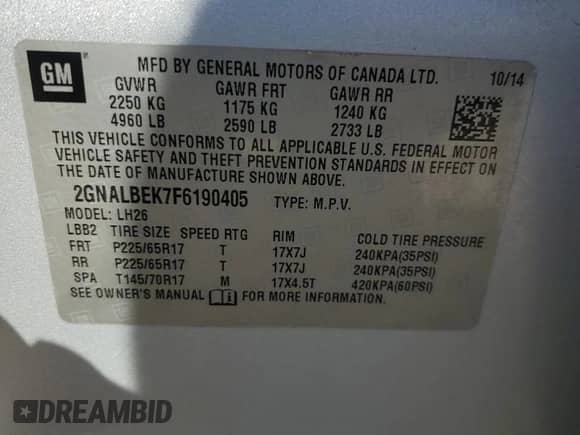 GM
MFD BY GENERAL MOTORS OF CANADA LTD. 10/14
GVWR GAWR FRT GAWR RR
2250 KG 1175 KG 1240 KG
4960 LB 2590 LB 2733 LB
THIS VEHICLE CONFORMS TO ALL APPLICABLE U.S. FEDERAL MOTOR
VEHICLE SAFETY AND THEFT PREVENTION STANDARDS IN EFFECT ON
THE DATE OF MANUFACTURE SHOWN ABOVE.
2GNALBEK7F6190405 TYPE: M.P.V.
MODEL: LH26
LBB2 TIRE SIZE SPEED RTG RIM COLD TIRE PRESSURE
FRT P225/65R17 T 17X7J 240KPA(35PSI)
RR P225/65R17 T 17X7J 240KPA(35PSI)
SPA T145/70R17 M 17X4.5T 420KPA(60PSI)
SEE OWNER'S MANUAL FOR MORE INFORMATION.
DREAMBID